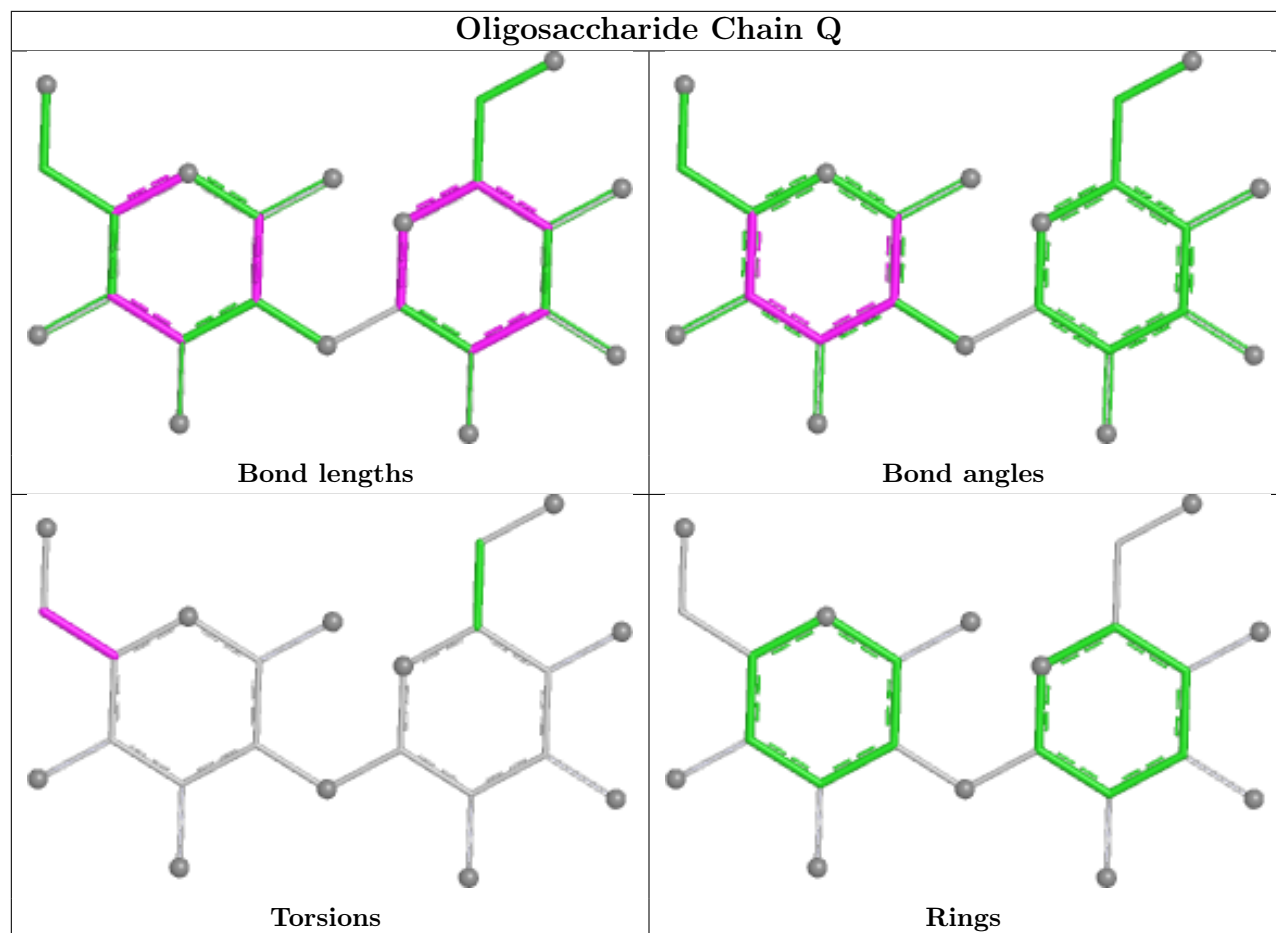 Oligosaccharide Chain Q
Bond lengths
Bond angles
Torsions
Rings